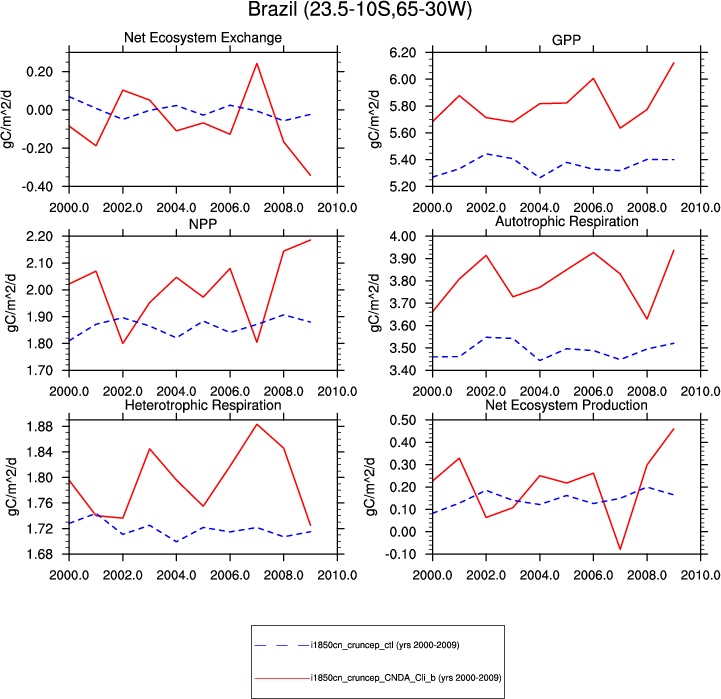 Brazil (23.5-10S,65-30W)
Net Ecosystem Exchange
gC/m^2/d
0.20
0.00
-0.20
-0.40
2000.0 2002.0 2004.0 2006.0 2008.0 2010.0
GPP
gC/m^2/d
6.20
6.00
5.80
5.60
5.40
5.20
2000.0 2002.0 2004.0 2006.0 2008.0 2010.0
NPP
gC/m^2/d
2.20
2.10
2.00
1.90
1.80
1.70
2000.0 2002.0 2004.0 2006.0 2008.0 2010.0
Autotrophic Respiration
gC/m^2/d
4.00
3.90
3.80
3.70
3.60
3.50
3.40
2000.0 2002.0 2004.0 2006.0 2008.0 2010.0
Heterotrophic Respiration
gC/m^2/d
1.88
1.84
1.80
1.76
1.72
1.68
2000.0 2002.0 2004.0 2006.0 2008.0 2010.0
Net Ecosystem Production
gC/m^2/d
0.50
0.40
0.30
0.20
0.10
0.00
-0.10
2000.0 2002.0 2004.0 2006.0 2008.0 2010.0
i1850cn_cruncep_ctl (yrs 2000-2009)
i1850cn_cruncep_CNDA_Cli_b (yrs 2000-2009)